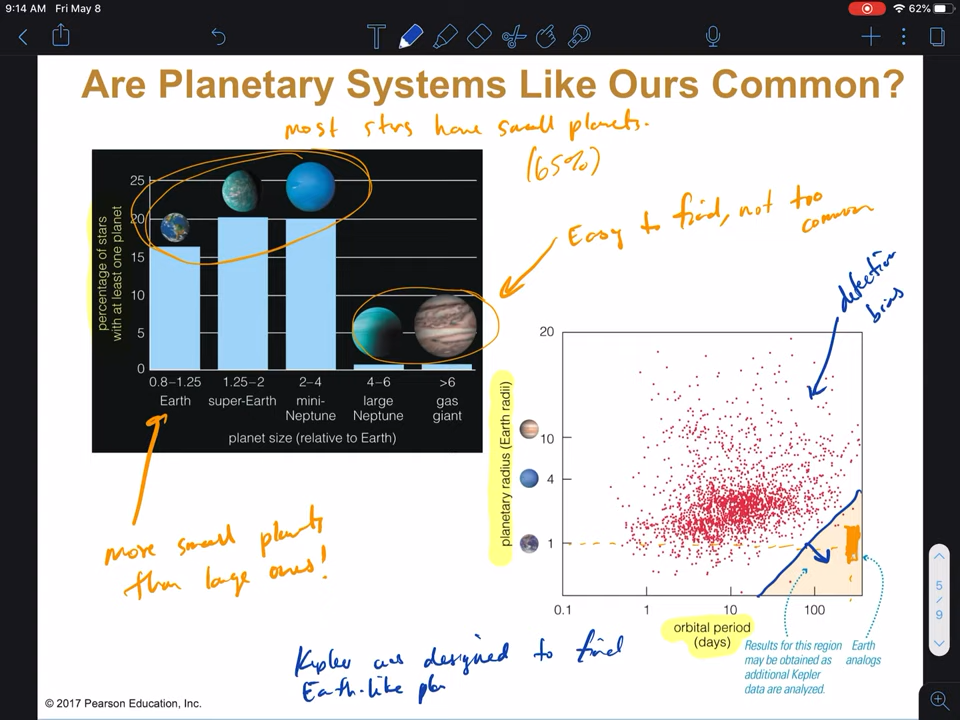 9:14 AM Fri May 8
62%
Are Planetary Systems Like Ours Common?
most stars have small planets.
(65%)
Easy to find, not too
common
detection
bias
percentage of stars
with at least one planet
25
20
15
10
5
0
0.8–1.25
1.25–2
2–4
4–6
>6
Earth
super-Earth
mini-
Neptune
large
Neptune
gas
giant
planet size (relative to Earth)
more small planets
than large ones!
planetary radius (Earth radii)
20
10
4
1
0.1
1
10
100
orbital period
(days)
Results for this region
may be obtained as
additional Kepler
data are analyzed.
Earth
analogs
Kepler was designed to find
Earth-like pla
5
/
9
© 2017 Pearson Education, Inc.